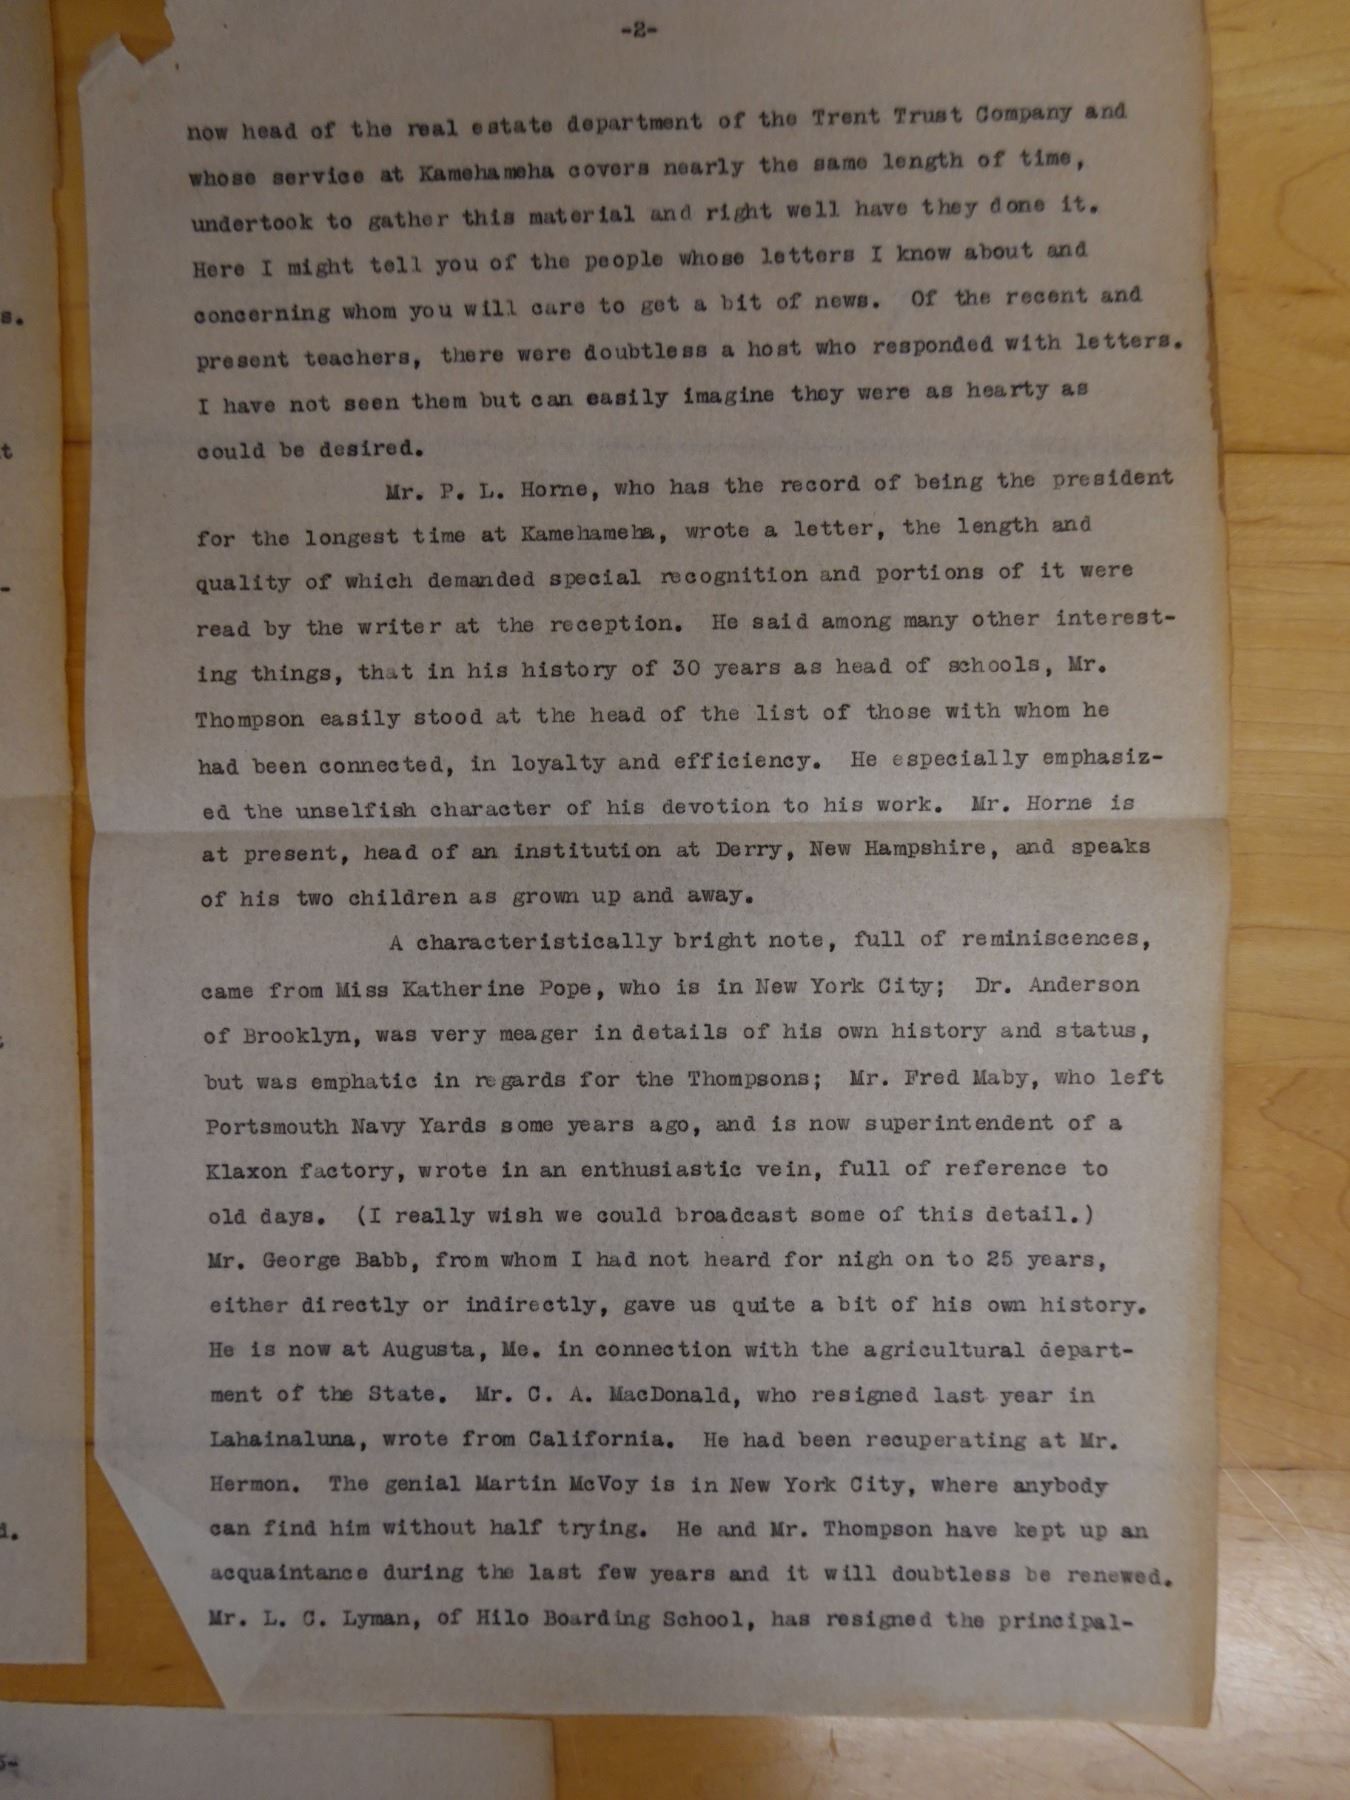 -2-
now head of the real estate department of the Trent Trust Company and
whose service at Kamehameha covers nearly the same length of time,
undertook to gather this material and right well have they done it.
Here I might tell you of the people whose letters I know about and
concerning whom you will care to get a bit of news.  Of the recent and
present teachers, there were doubtless a host who responded with letters.
I have not seen them but can easily imagine they were as hearty as
could be desired.
Mr. P. L. Horne, who has the record of being the president
for the longest time at Kamehameha, wrote a letter, the length and
quality of which demanded special recognition and portions of it were
read by the writer at the reception.  He said among many other interest-
ing things, that in his history of 30 years as head of schools, Mr.
Thompson easily stood at the head of the list of those with whom he
had been connected, in loyalty and efficiency.  He especially emphasiz-
ed the unselfish character of his devotion to his work.  Mr. Horne is
at present, head of an institution at Derry, New Hampshire, and speaks
of his two children as grown up and away.
A characteristically bright note, full of reminiscences,
came from Miss Katherine Pope, who is in New York City;  Dr. Anderson
of Brooklyn, was very meager in details of his own history and status,
but was emphatic in regards for the Thompsons;  Mr. Fred Maby, who left
Portsmouth Navy Yards some years ago, and is now superintendent of a
Klaxon factory, wrote in an enthusiastic vein, full of reference to
old days.  (I really wish we could broadcast some of this detail.)
Mr. George Babb, from whom I had not heard for nigh on to 25 years,
either directly or indirectly, gave us quite a bit of his own history.
He is now at Augusta, Me. in connection with the agricultural depart-
ment of the State.  Mr. C. A. MacDonald, who resigned last year in
Lahainaluna, wrote from California.  He had been recuperating at Mr.
Hermon.  The genial Martin McVoy is in New York City, where anybody
can find him without half trying.  He and Mr. Thompson have kept up an
acquaintance during the last few years and it will doubtless be renewed.
Mr. L. C. Lyman, of Hilo Boarding School, has resigned the principal-